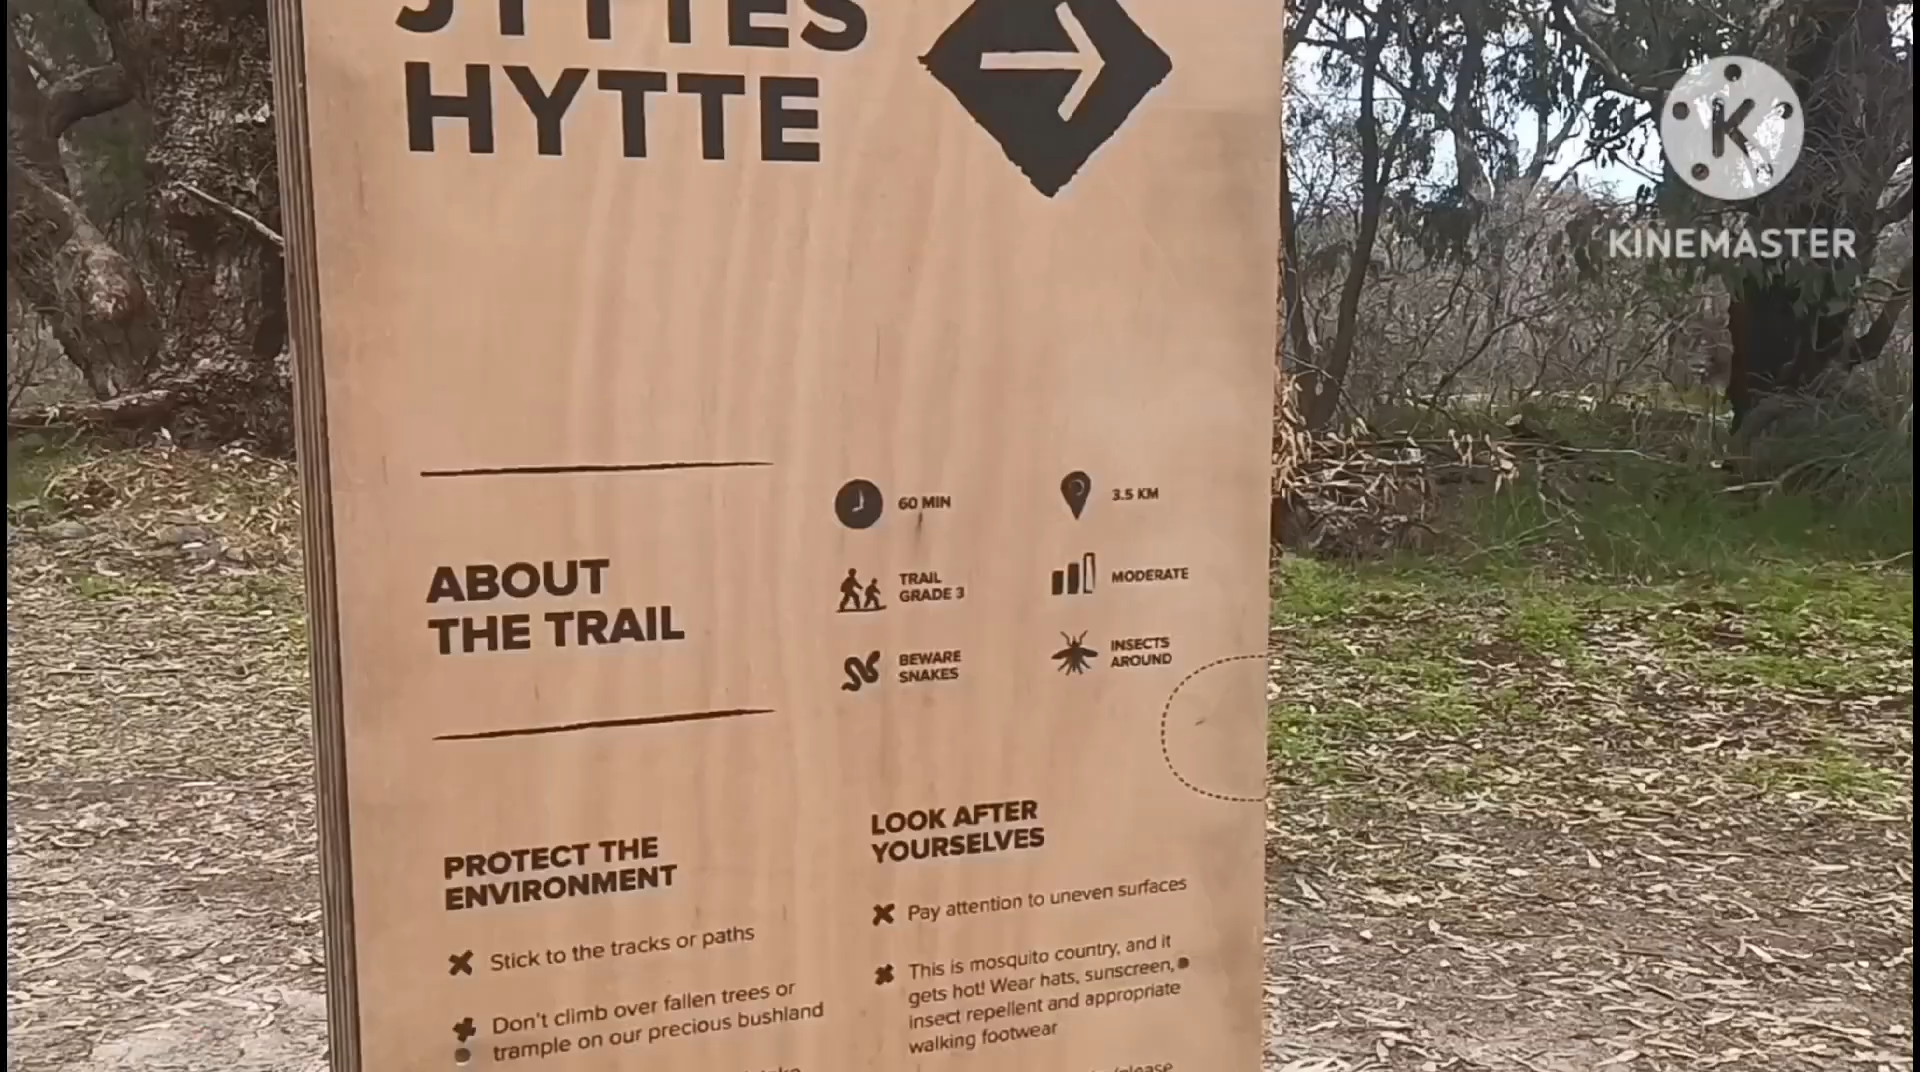 JYTTES
HYTTE
K
KINEMASTER
60 MIN
3.5 KM
ABOUT
THE TRAIL
TRAIL
GRADE 3
MODERATE
BEWARE
SNAKES
INSECTS
AROUND
PROTECT THE
ENVIRONMENT
Stick to the tracks or paths
Don't climb over fallen trees or
trample on our precious bushland
LOOK AFTER
YOURSELVES
Pay attention to uneven surfaces
This is mosquito country, and it
gets hot! Wear hats, sunscreen,
insect repellent and appropriate
walking footwear